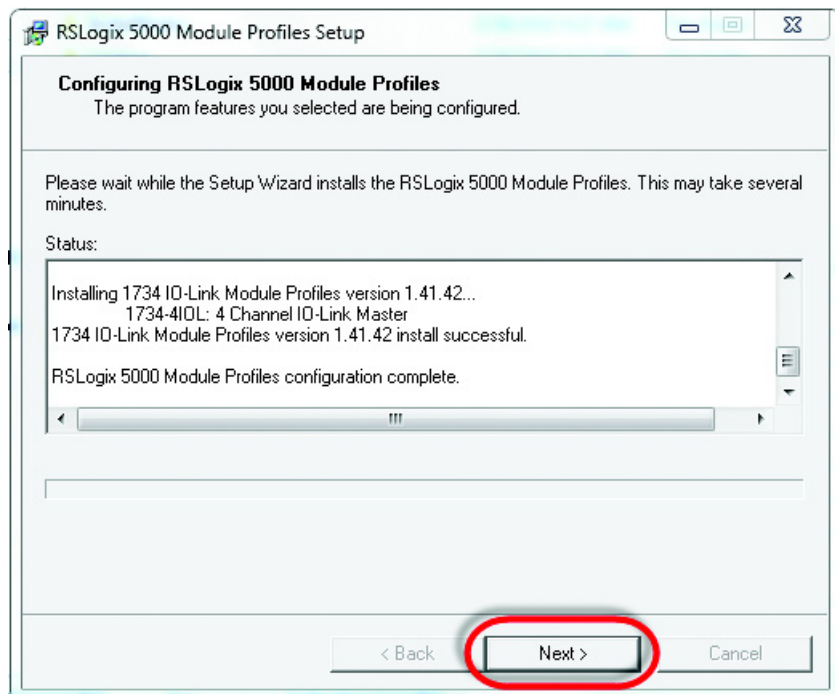 RSLogix 5000 Module Profiles Setup
Configuring RSLogix 5000 Module Profiles
The program features you selected are being configured.
Please wait while the Setup Wizard installs the RSLogix 5000 Module Profiles. This may take several
minutes.
Status:
Installing 1734 IO-Link Module Profiles version 1.41.42...
1734-4IOL: 4 Channel IO-Link Master
1734 IO-Link Module Profiles version 1.41.42 install successful.
RSLogix 5000 Module Profiles configuration complete.
< Back
Next >
Cancel